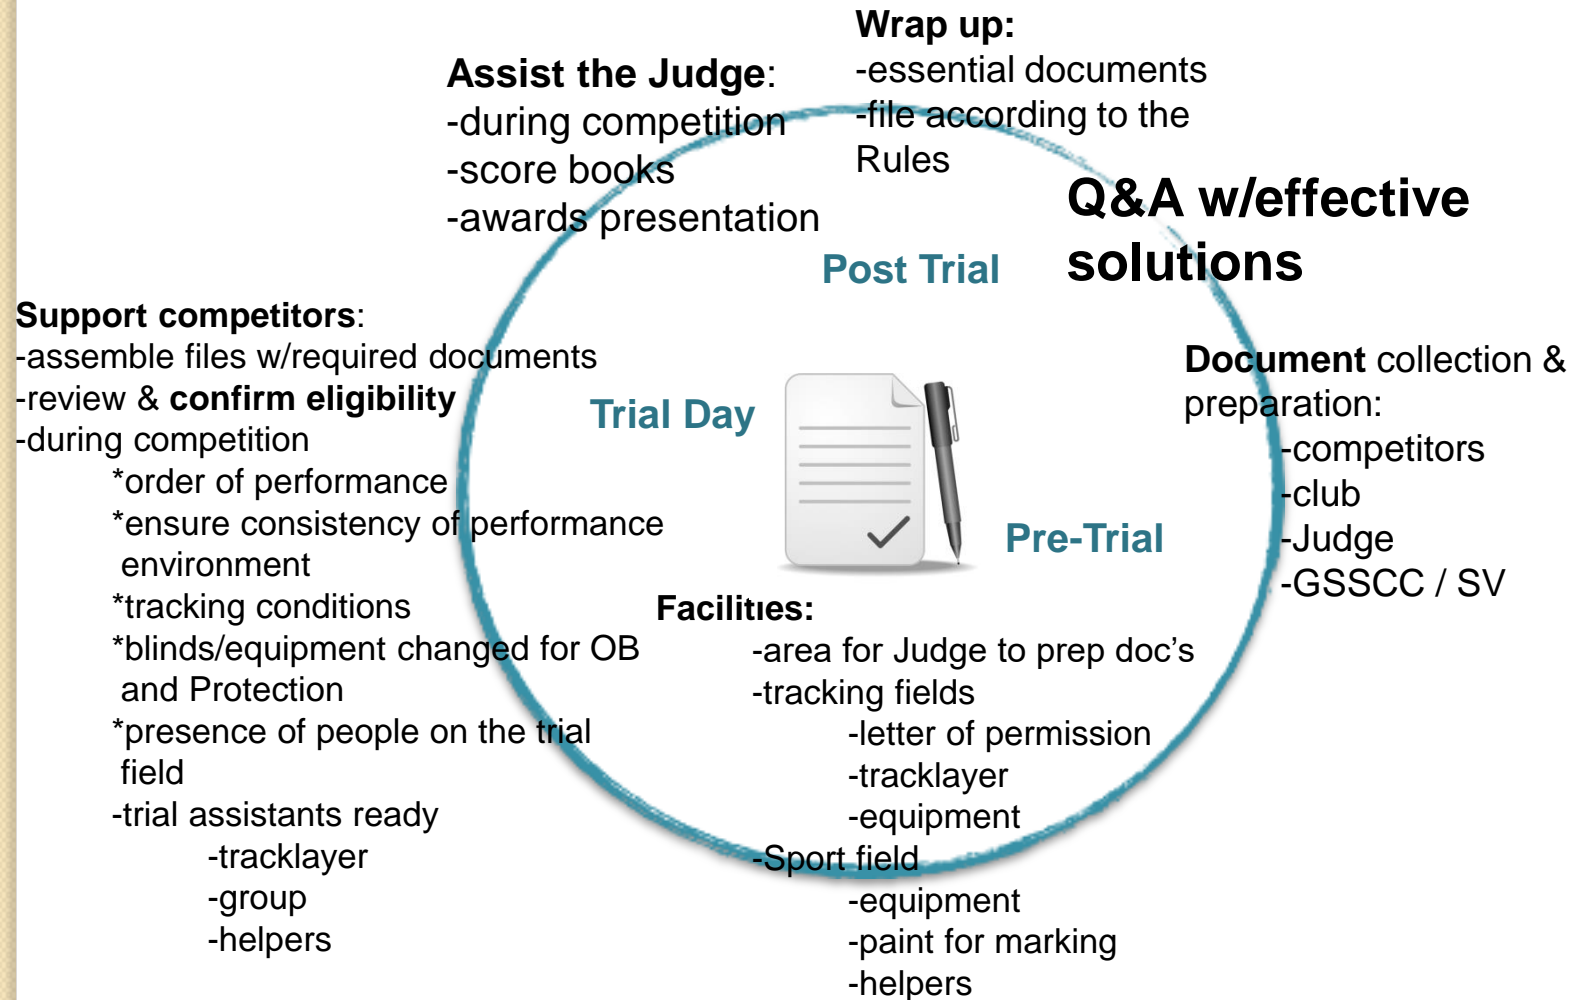 Wrap up:
-essential documents
-file according to the
Rules
Assist the Judge:
-during competition
-score books
-awards presentation
Q&A w/effective
solutions
Post Trial
Support competitors:
-assemble files w/required documents
-review & confirm eligibility
-during competition
*order of performance
*ensure consistency of performance
environment
*tracking conditions
*blinds/equipment changed for OB
and Protection
*presence of people on the trial
field
-trial assistants ready
-tracklayer
-group
-helpers
Trial Day
Document collection &
preparation:
-competitors
-club
-Judge
-GSSCC / SV
Pre-Trial
Facilities:
-area for Judge to prep doc’s
-tracking fields
-letter of permission
-tracklayer
-equipment
-Sport field
-equipment
-paint for marking
-helpers